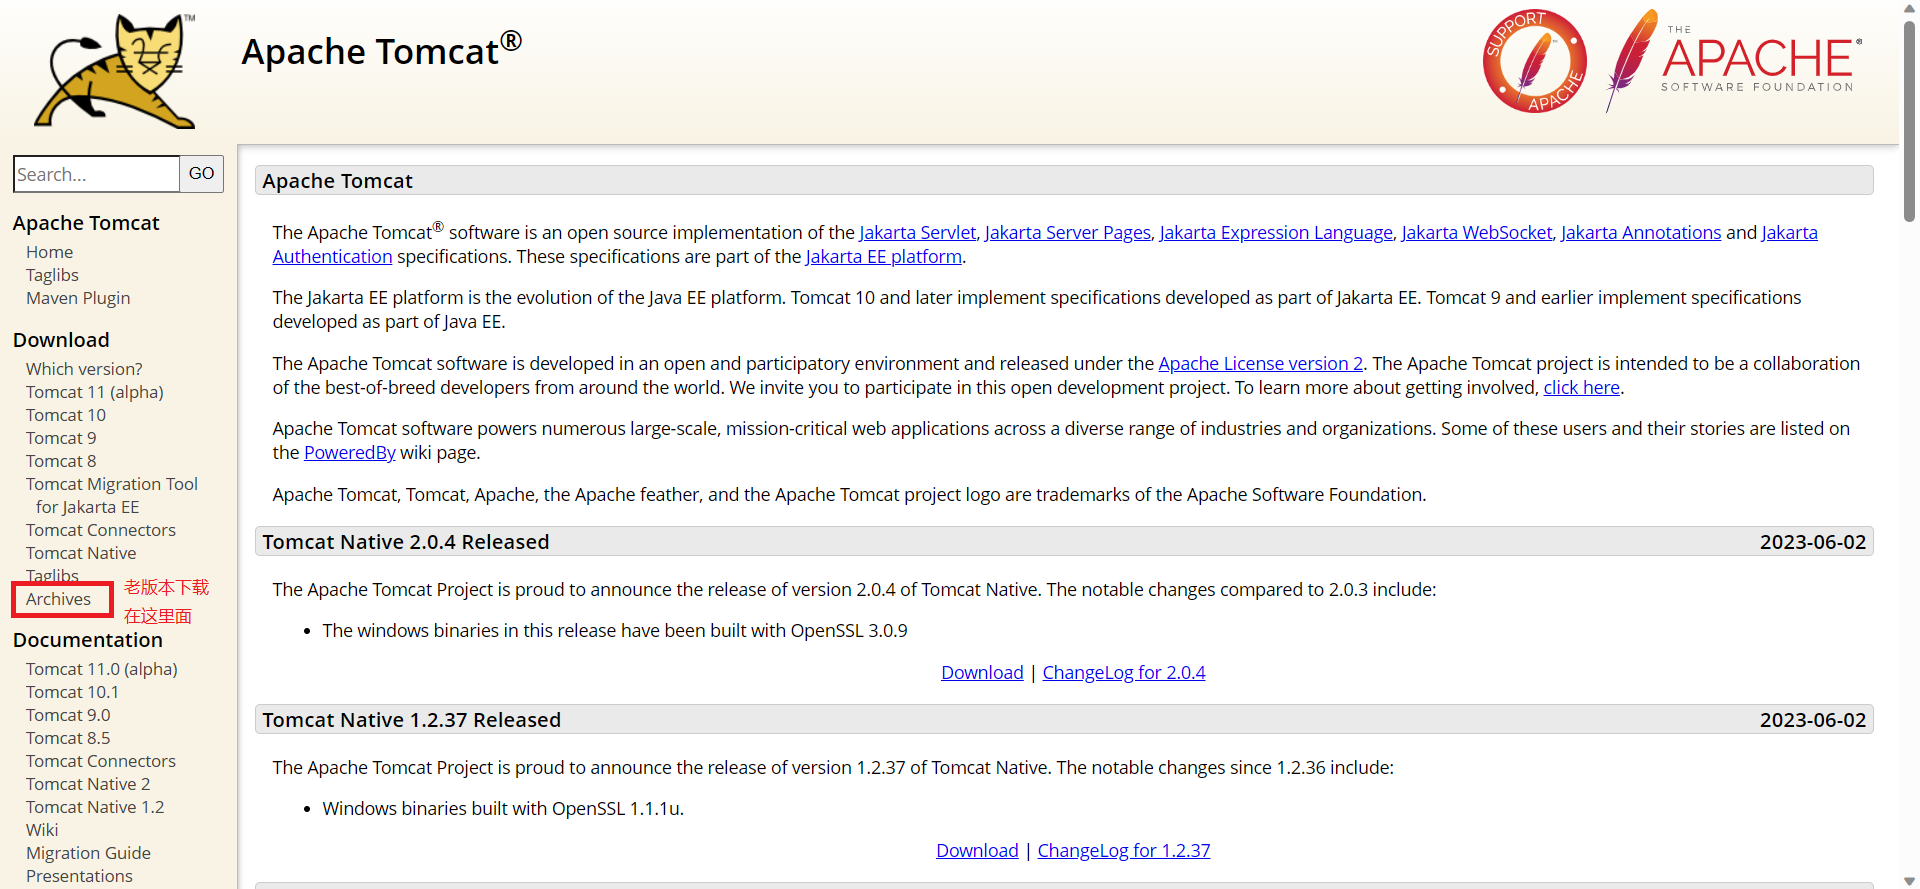 TM
Apache Tomcat®
SUPPORT APACHE
THE
APACHE®
SOFTWARE FOUNDATION
Search...
GO
Apache Tomcat
Home
Taglibs
Maven Plugin
Download
Which version?
Tomcat 11 (alpha)
Tomcat 10
Tomcat 9
Tomcat 8
Tomcat Migration Tool
for Jakarta EE
Tomcat Connectors
Tomcat Native
Taglibs
Archives
老版本下载
在这里面
Documentation
Tomcat 11.0 (alpha)
Tomcat 10.1
Tomcat 9.0
Tomcat 8.5
Tomcat Connectors
Tomcat Native 2
Tomcat Native 1.2
Wiki
Migration Guide
Presentations
Apache Tomcat
The Apache Tomcat® software is an open source implementation of the Jakarta Servlet, Jakarta Server Pages, Jakarta Expression Language, Jakarta WebSocket, Jakarta Annotations and Jakarta
Authentication specifications. These specifications are part of the Jakarta EE platform.
The Jakarta EE platform is the evolution of the Java EE platform. Tomcat 10 and later implement specifications developed as part of Jakarta EE. Tomcat 9 and earlier implement specifications
developed as part of Java EE.
The Apache Tomcat software is developed in an open and participatory environment and released under the Apache License version 2. The Apache Tomcat project is intended to be a collaboration
of the best-of-breed developers from around the world. We invite you to participate in this open development project. To learn more about getting involved, click here.
Apache Tomcat software powers numerous large-scale, mission-critical web applications across a diverse range of industries and organizations. Some of these users and their stories are listed on
the PoweredBy wiki page.
Apache Tomcat, Tomcat, Apache, the Apache feather, and the Apache Tomcat project logo are trademarks of the Apache Software Foundation.
Tomcat Native 2.0.4 Released 2023-06-02
The Apache Tomcat Project is proud to announce the release of version 2.0.4 of Tomcat Native. The notable changes compared to 2.0.3 include:
• The windows binaries in this release have been built with OpenSSL 3.0.9
Download | ChangeLog for 2.0.4
Tomcat Native 1.2.37 Released 2023-06-02
The Apache Tomcat Project is proud to announce the release of version 1.2.37 of Tomcat Native. The notable changes since 1.2.36 include:
• Windows binaries built with OpenSSL 1.1.1u.
Download | ChangeLog for 1.2.37